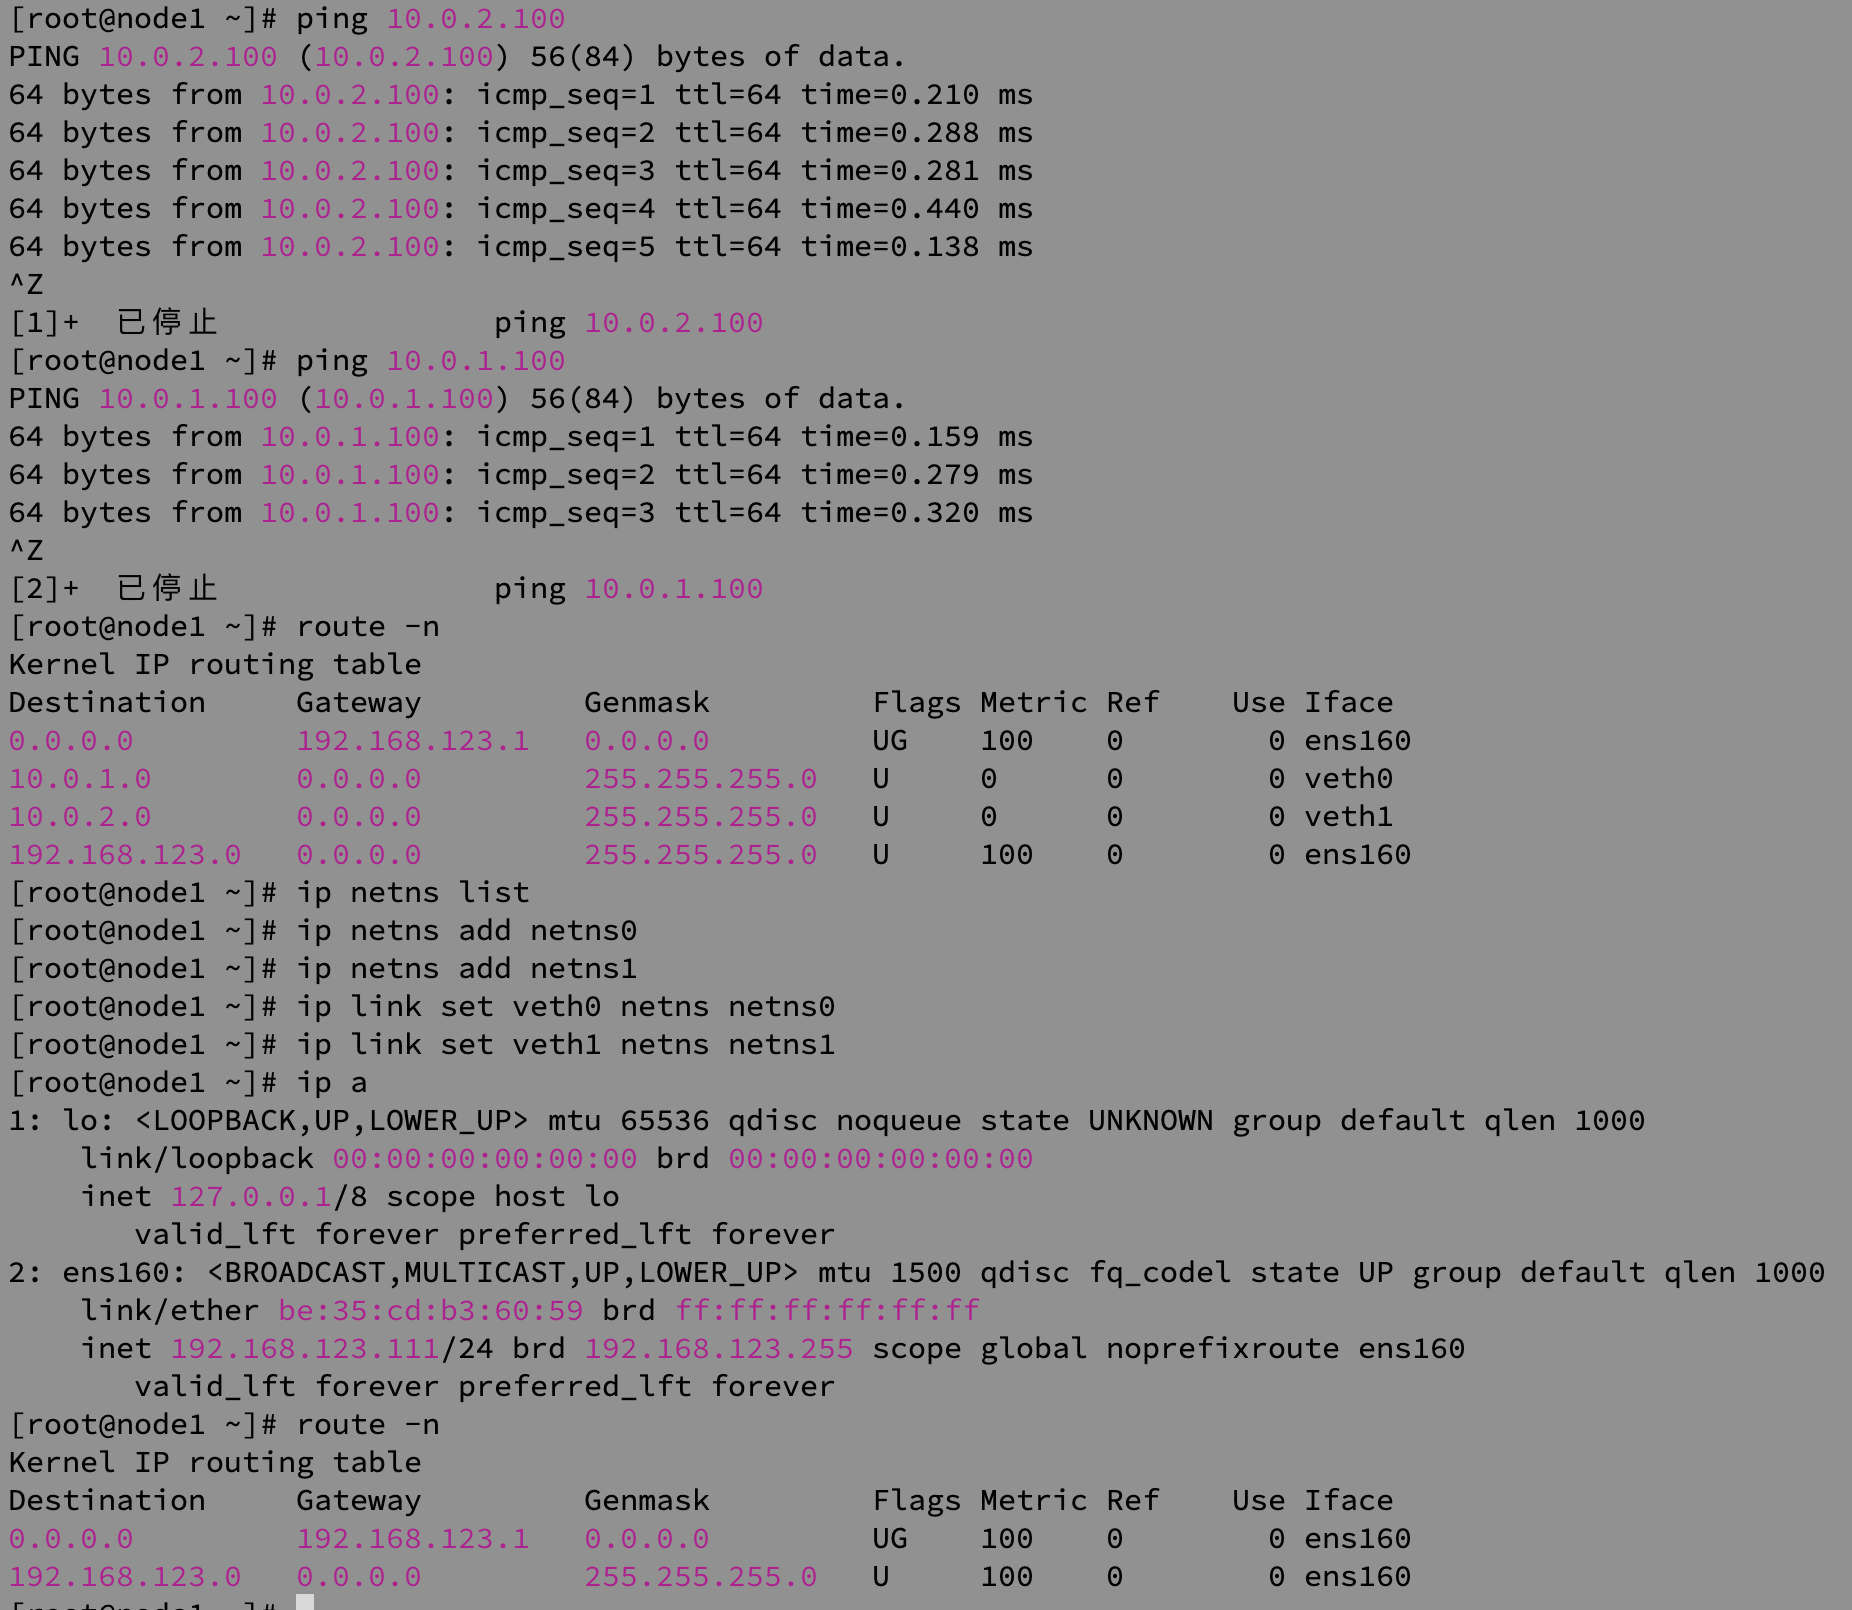 [root@node1 ~]# ping 10.0.2.100
PING 10.0.2.100 (10.0.2.100) 56(84) bytes of data.
64 bytes from 10.0.2.100: icmp_seq=1 ttl=64 time=0.210 ms
64 bytes from 10.0.2.100: icmp_seq=2 ttl=64 time=0.288 ms
64 bytes from 10.0.2.100: icmp_seq=3 ttl=64 time=0.281 ms
64 bytes from 10.0.2.100: icmp_seq=4 ttl=64 time=0.440 ms
64 bytes from 10.0.2.100: icmp_seq=5 ttl=64 time=0.138 ms
^Z
[1]+  已停止               ping 10.0.2.100
[root@node1 ~]# ping 10.0.1.100
PING 10.0.1.100 (10.0.1.100) 56(84) bytes of data.
64 bytes from 10.0.1.100: icmp_seq=1 ttl=64 time=0.159 ms
64 bytes from 10.0.1.100: icmp_seq=2 ttl=64 time=0.279 ms
64 bytes from 10.0.1.100: icmp_seq=3 ttl=64 time=0.320 ms
^Z
[2]+  已停止               ping 10.0.1.100
[root@node1 ~]# route -n
Kernel IP routing table
Destination     Gateway         Genmask         Flags Metric Ref    Use Iface
0.0.0.0         192.168.123.1   0.0.0.0         UG    100    0        0 ens160
10.0.1.0        0.0.0.0         255.255.255.0   U     0      0        0 veth0
10.0.2.0        0.0.0.0         255.255.255.0   U     0      0        0 veth1
192.168.123.0   0.0.0.0         255.255.255.0   U     100    0        0 ens160
[root@node1 ~]# ip netns list
[root@node1 ~]# ip netns add netns0
[root@node1 ~]# ip netns add netns1
[root@node1 ~]# ip link set veth0 netns netns0
[root@node1 ~]# ip link set veth1 netns netns1
[root@node1 ~]# ip a
1: lo: <LOOPBACK,UP,LOWER_UP> mtu 65536 qdisc noqueue state UNKNOWN group default qlen 1000
    link/loopback 00:00:00:00:00:00 brd 00:00:00:00:00:00
    inet 127.0.0.1/8 scope host lo
       valid_lft forever preferred_lft forever
2: ens160: <BROADCAST,MULTICAST,UP,LOWER_UP> mtu 1500 qdisc fq_codel state UP group default qlen 1000
    link/ether be:35:cd:b3:60:59 brd ff:ff:ff:ff:ff:ff
    inet 192.168.123.111/24 brd 192.168.123.255 scope global noprefixroute ens160
       valid_lft forever preferred_lft forever
[root@node1 ~]# route -n
Kernel IP routing table
Destination     Gateway         Genmask         Flags Metric Ref    Use Iface
0.0.0.0         192.168.123.1   0.0.0.0         UG    100    0        0 ens160
192.168.123.0   0.0.0.0         255.255.255.0   U     100    0        0 ens160
[root@node1 ~]#